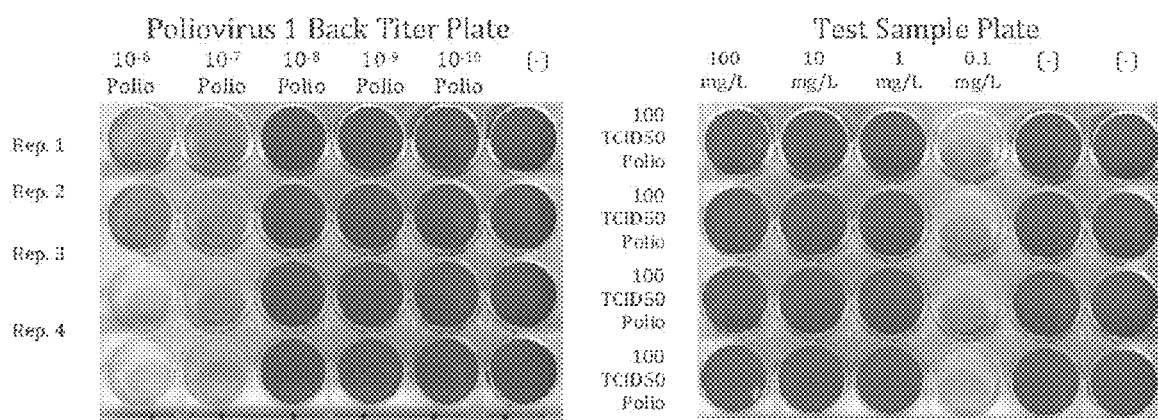 Poliovirus 1 Back Titer Plate
10-6 10-7 10-8 10-9 10-10 (-)
Polio Polio Polio Polio Polio
Rep. 1
Rep. 2
Rep. 3
Rep. 4
Test Sample Plate
100 10 1 0.1 (-) (-)
mg/L mg/L mg/L mg/L
100
TCID50
Polio
100
TCID50
Polio
100
TCID50
Polio
100
TCID50
Polio